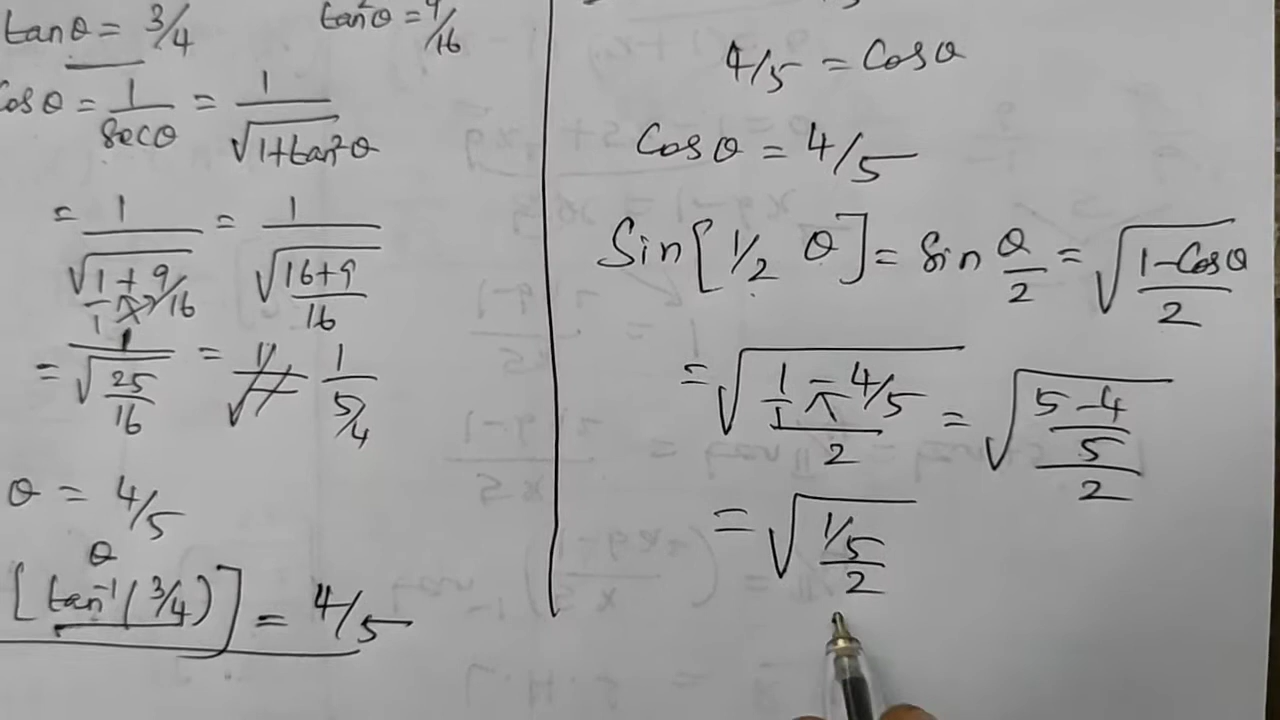 tanθ = 3/4    tan²θ = 9/16
Cosθ = 1/secθ = 1/√(1+tan²θ)
= 1/√(1+9/16) = 1/√((16+9)/16)
= 1/√(25/16) = 1/(5/4)
θ = 4/5
θ
[tan⁻¹(3/4)] = 4/5
4/5 = Cosθ
Cosθ = 4/5
Sin[1/2 θ] = Sin θ/2 = √((1-Cosθ)/2)
= √((1/1 - 4/5)/2) = √(((5-4)/5)/2)
= √((1/5)/2)